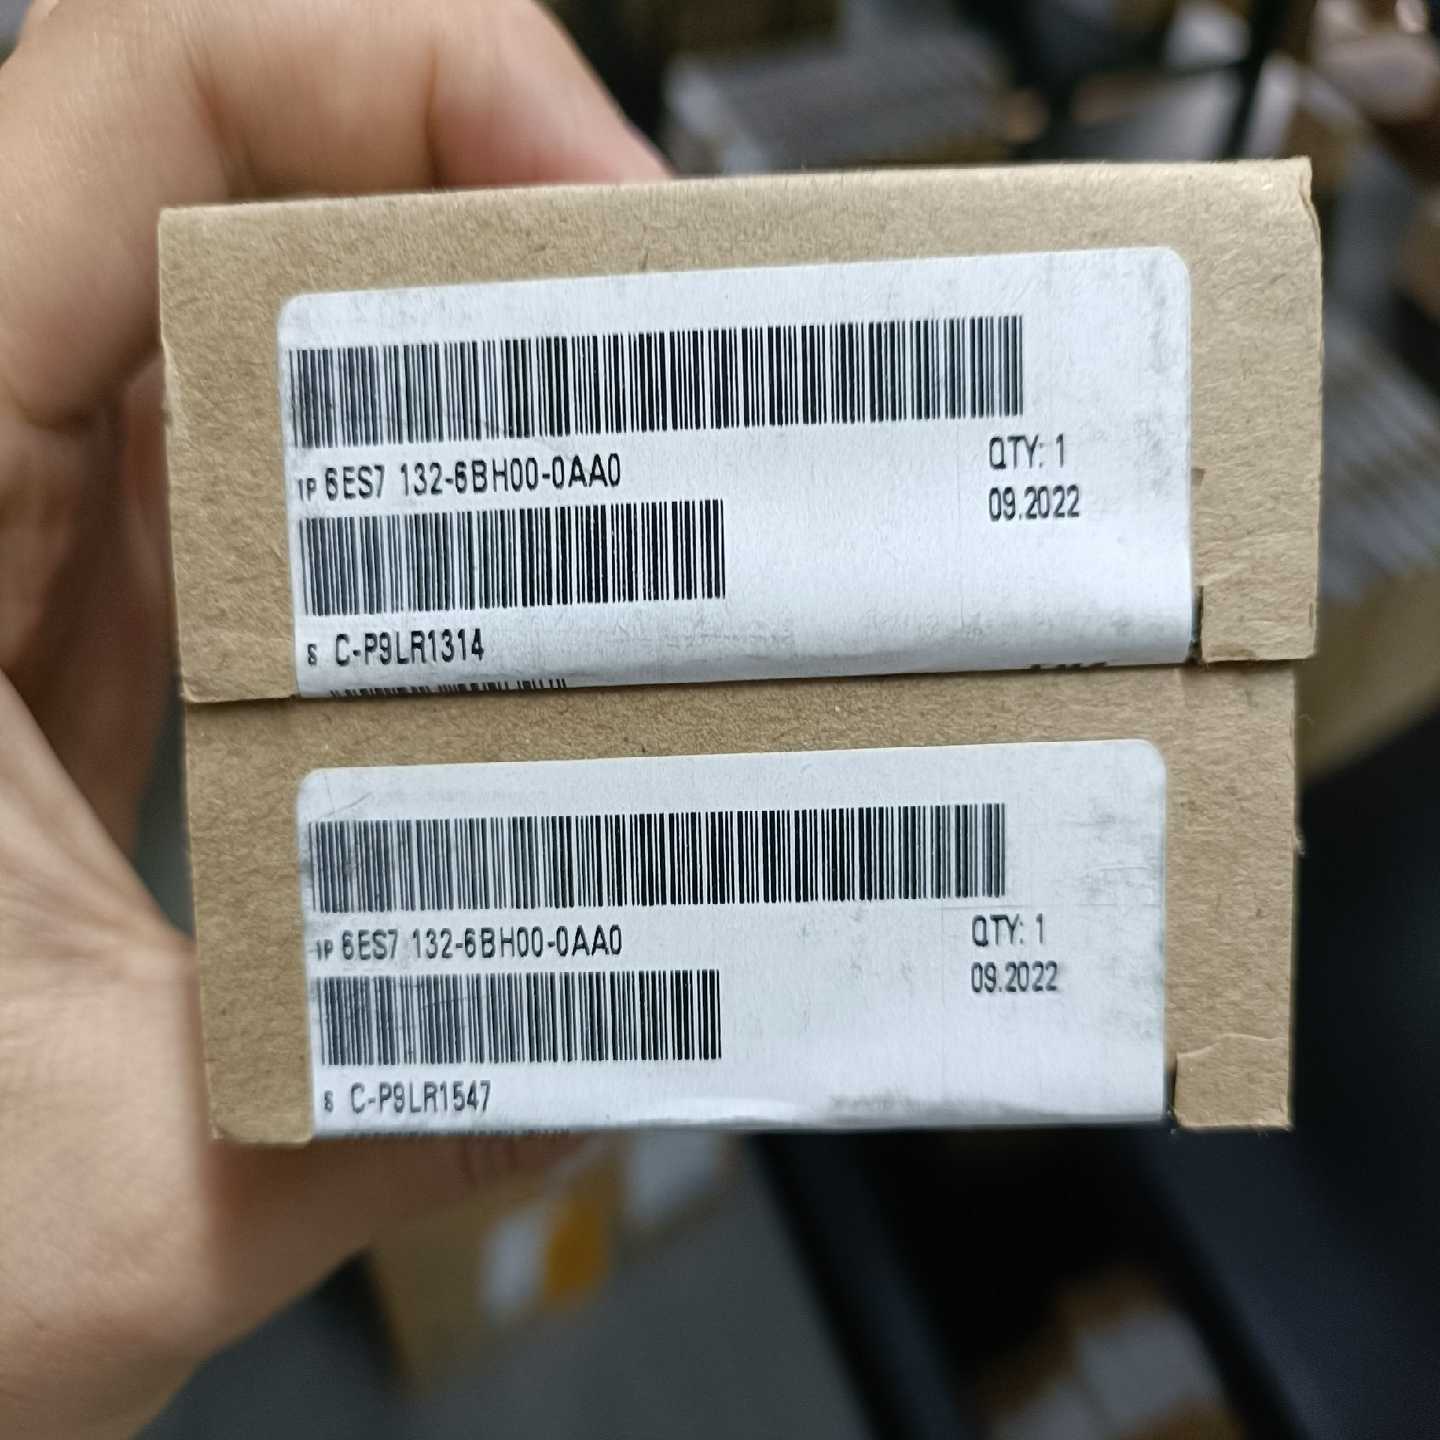 1P 6ES7 132-6BH00-0AA0
QTY: 1
09.2022
S C-P9LR1314
1P 6ES7 132-6BH00-0AA0
QTY: 1
09.2022
S C-P9LR1547